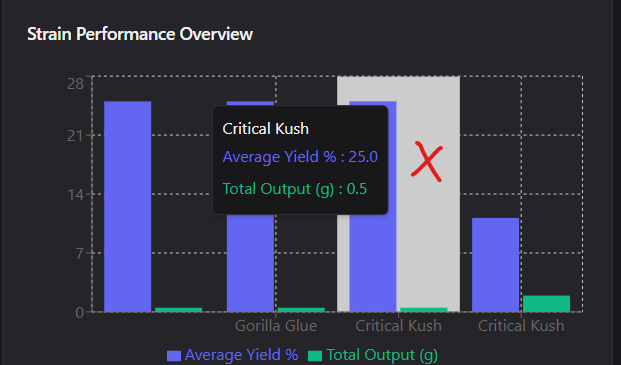 Strain Performance Overview
28
21
14
7
0
Critical Kush
Average Yield % : 25.0
Total Output (g) : 0.5
Gorilla Glue Critical Kush Critical Kush
Average Yield % Total Output (g)